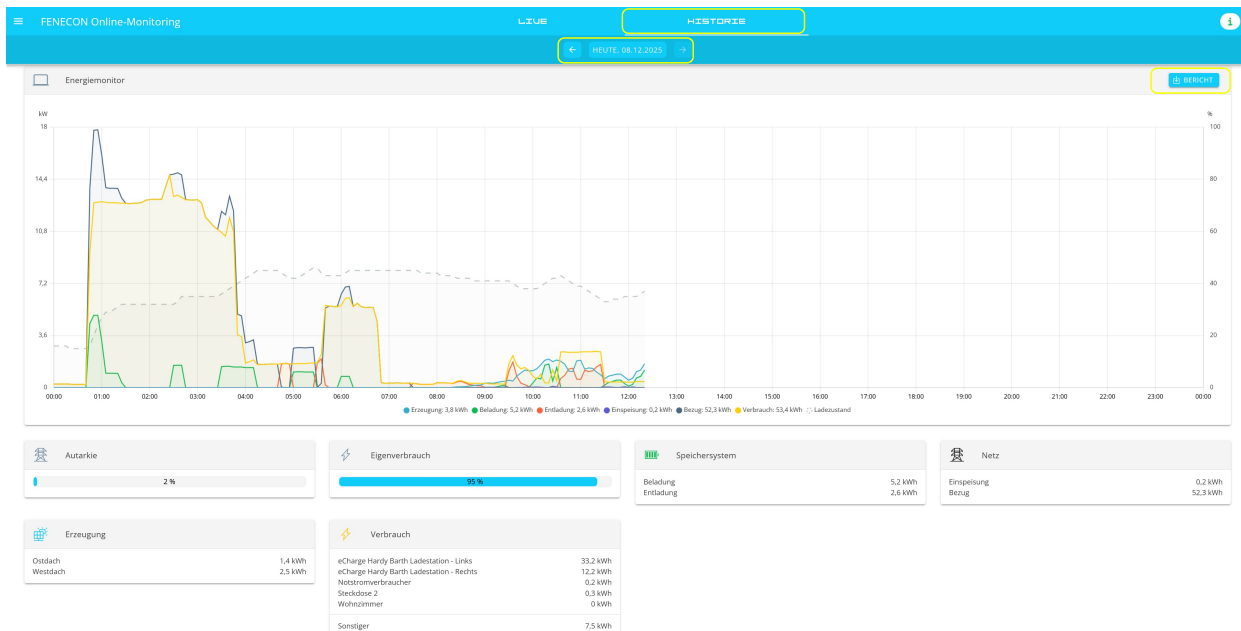 FENECON Online-Monitoring
LIVE
HISTORIE
i
HEUTE, 08.12.2025
Energiemonitor
BERICHT
kW
%
18
100
14,4
80
10,8
60
7,2
40
3,6
20
0
0
00:00 01:00 02:00 03:00 04:00 05:00 06:00 07:00 08:00 09:00 10:00 11:00 12:00 13:00 14:00 15:00 16:00 17:00 18:00 19:00 20:00 21:00 22:00 23:00 00:00
Erzeugung: 3,8 kWh Beladung: 5,2 kWh Entladung: 2,6 kWh Einspeisung: 0,2 kWh Bezug: 52,3 kWh Verbrauch: 53,4 kWh Ladezustand
Autarkie
2 %
Eigenverbrauch
95 %
Speichersystem
Beladung 5,2 kWh
Entladung 2,6 kWh
Netz
Einspeisung 0,2 kWh
Bezug 52,3 kWh
Erzeugung
Ostdach 1,4 kWh
Westdach 2,5 kWh
Verbrauch
eCharge Hardy Barth Ladestation - Links 33,2 kWh
eCharge Hardy Barth Ladestation - Rechts 12,2 kWh
Notstromverbraucher 0,2 kWh
Steckdose 2 0,3 kWh
Wohnzimmer 0 kWh
Sonstiger 7,5 kWh